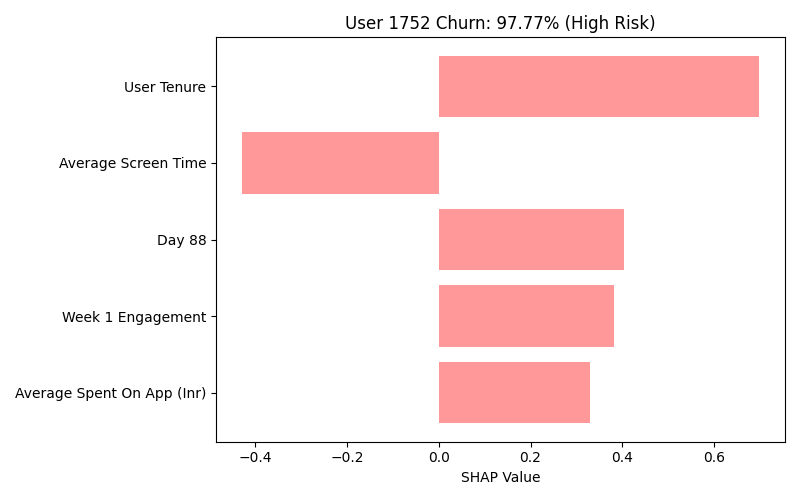 User 1752 Churn: 97.77% (High Risk)
User Tenure
Average Screen Time
Day 88
Week 1 Engagement
Average Spent On App (Inr)
−0.4 −0.2 0.0 0.2 0.4 0.6
SHAP Value